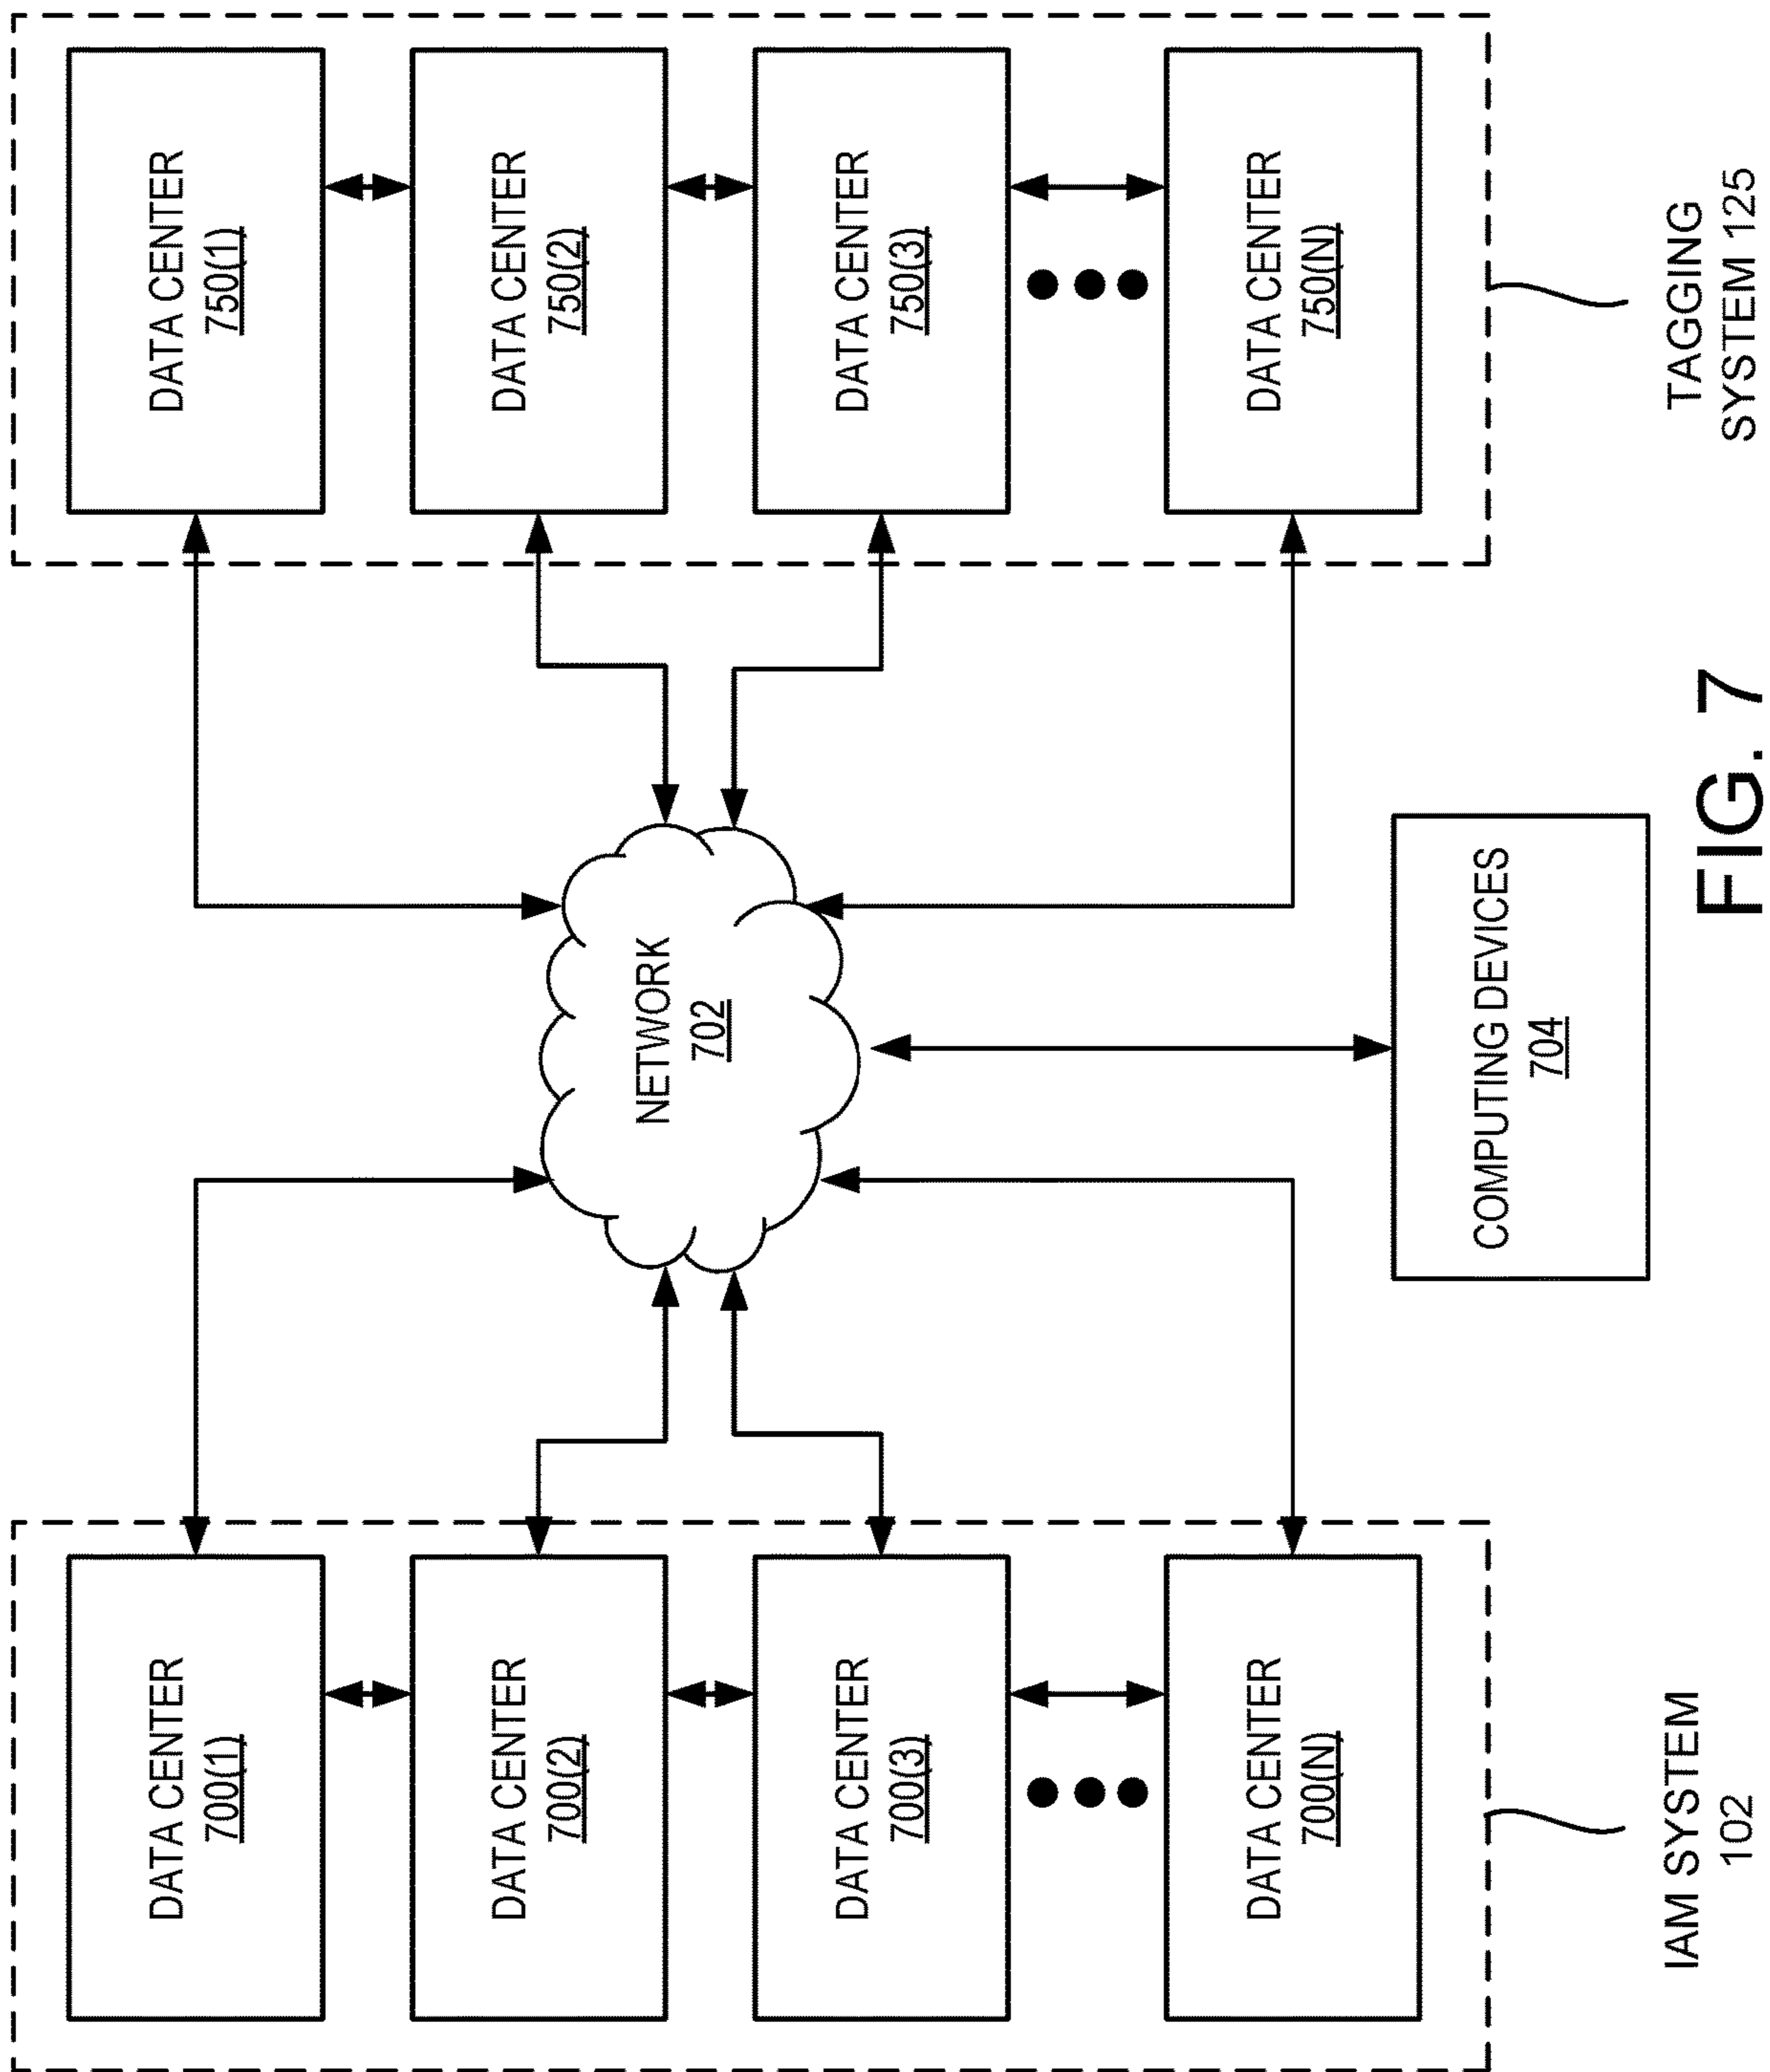 DATA CENTER
700(1)
DATA CENTER
700(2)
DATA CENTER
700(3)
DATA CENTER
700(N)
IAM SYSTEM
102
NETWORK
702
COMPUTING DEVICES
704
DATA CENTER
750(1)
DATA CENTER
750(2)
DATA CENTER
750(3)
DATA CENTER
750(N)
TAGGING
SYSTEM 125
FIG. 7